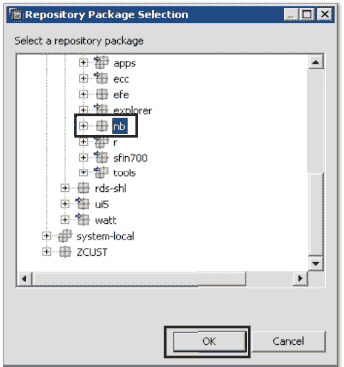 Repository Package Selection
Select a repository package
apps
ecc
efe
explorer
nb
r
sfin700
tools
rds-shl
ui5
watt
system-local
ZCUST
OK
Cancel